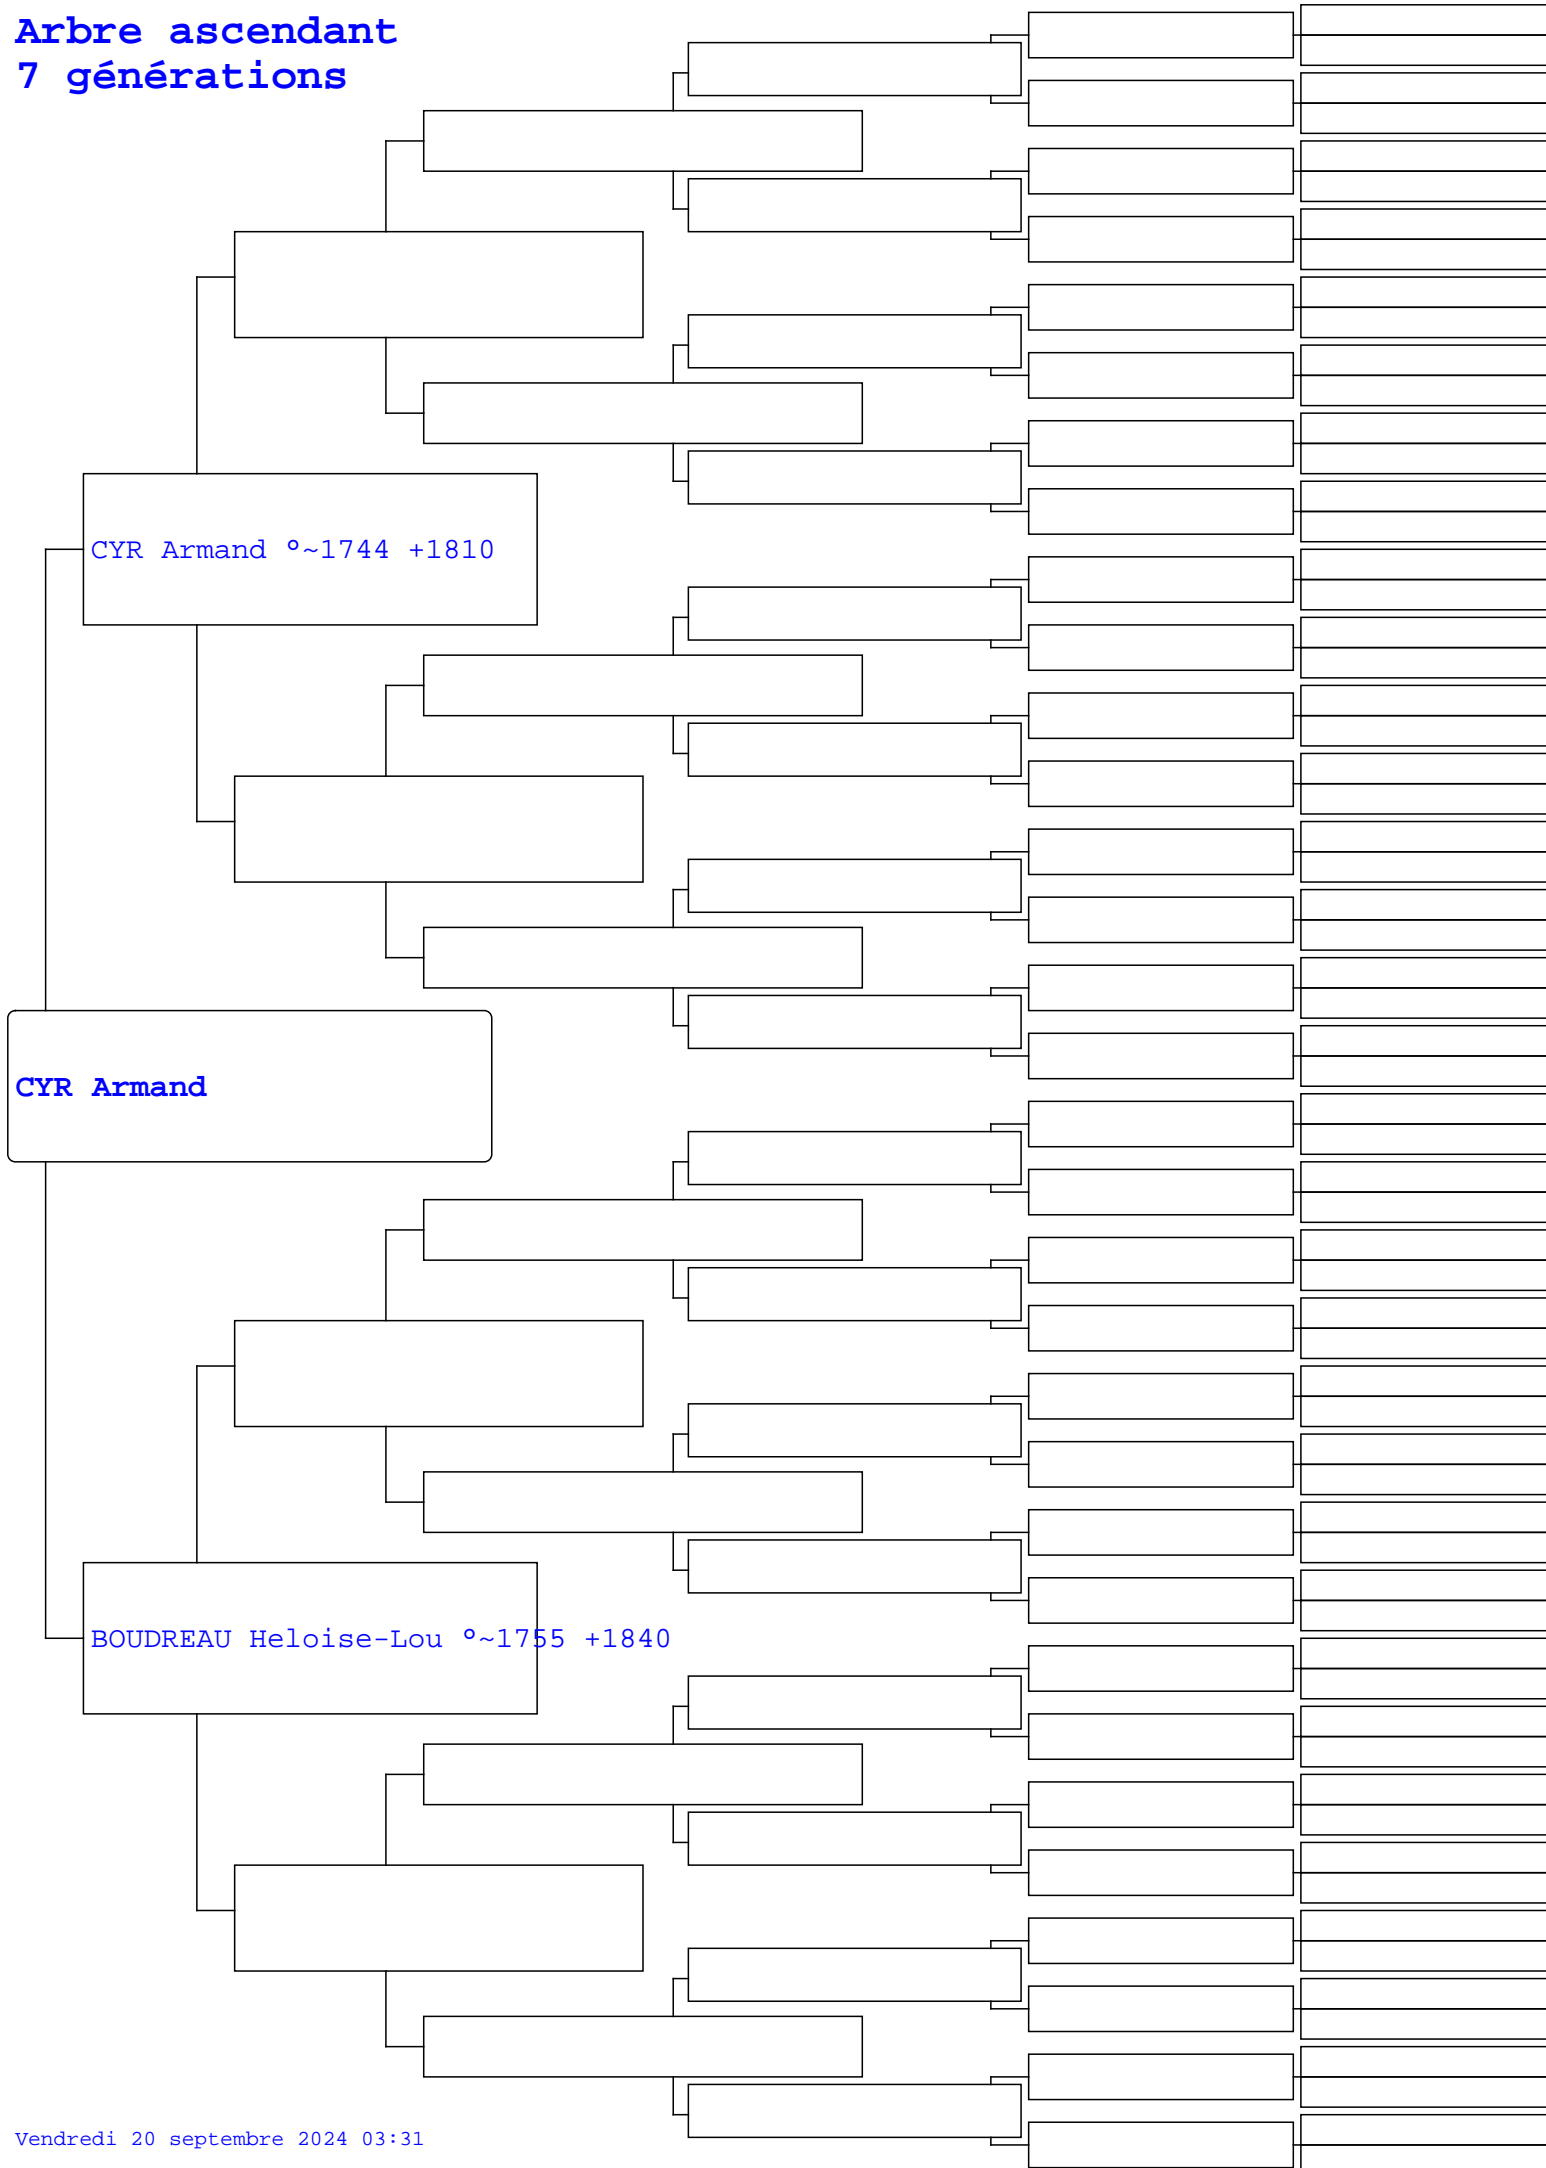 Arbre ascendant
7 générations
CYR Armand °~1744 +1810
CYR Armand
BOUDREAU Heloise-Lou °~1755 +1840
Vendredi 20 septembre 2024 03:31